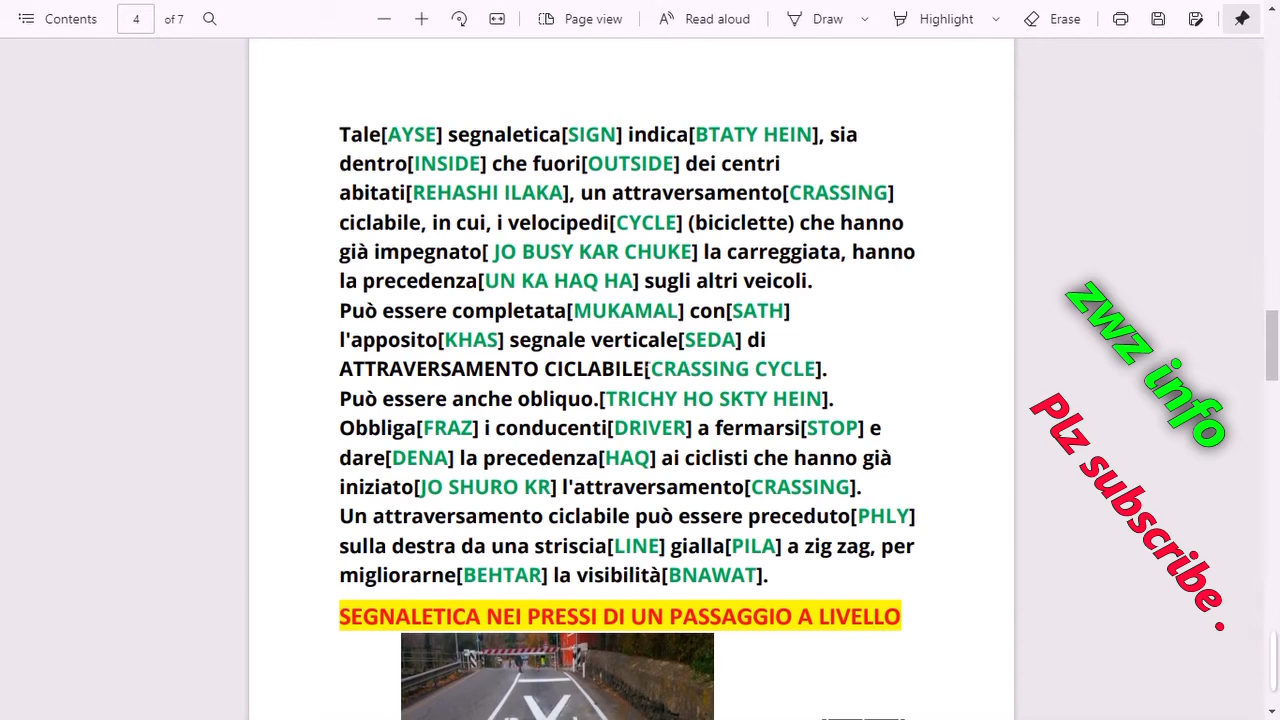 Contents
4 of 7
Page view
Read aloud
Draw
Highlight
Erase
Tale[AYSE] segnaletica[SIGN] indica[BTATY HEIN], sia
dentro[INSIDE] che fuori[OUTSIDE] dei centri
abitati[REHASHI ILAKA], un attraversamento[CRASSING]
ciclabile, in cui, i velocipedi[CYCLE] (biciclette) che hanno
già impegnato[ JO BUSY KAR CHUKE] la carreggiata, hanno
la precedenza[UN KA HAQ HA] sugli altri veicoli.
Può essere completata[MUKAMAL] con[SATH]
l'apposito[KHAS] segnale verticale[SEDA] di
ATTRAVERSAMENTO CICLABILE[CRASSING CYCLE].
Può essere anche obliquo.[TRICHY HO SKTY HEIN].
Obbliga[FRAZ] i conducenti[DRIVER] a fermarsi[STOP] e
dare[DENA] la precedenza[HAQ] ai ciclisti che hanno già
iniziato[JO SHURO KR] l'attraversamento[CRASSING].
Un attraversamento ciclabile può essere preceduto[PHLY]
sulla destra da una striscia[LINE] gialla[PILA] a zig zag, per
migliorarne[BEHTAR] la visibilità[BNAWAT].
SEGNALETICA NEI PRESSI DI UN PASSAGGIO A LIVELLO
zwz info
Plz subscribe .